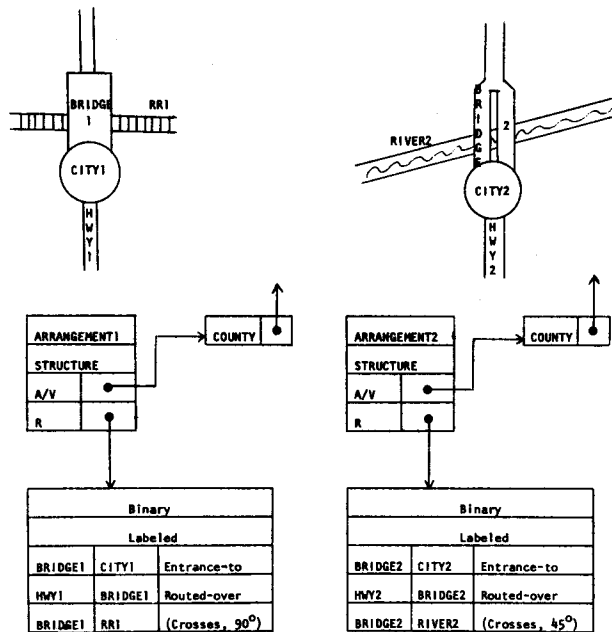 BRIDGE
1
RR1
CITY1
HWY1
BRIDGE
2
RIVER2
CITY2
HWY2
ARRANGEMENT1
STRUCTURE
A/V
R
COUNTY
ARRANGEMENT2
STRUCTURE
A/V
R
COUNTY
Binary
Labeled
BRIDGE1 CITY1 Entrance-to
HWY1 BRIDGE1 Routed-over
BRIDGE1 RR1 (Crosses, 90°)
Binary
Labeled
BRIDGE2 CITY2 Entrance-to
HWY2 BRIDGE2 Routed-over
BRIDGE2 RIVER2 (Crosses, 45°)